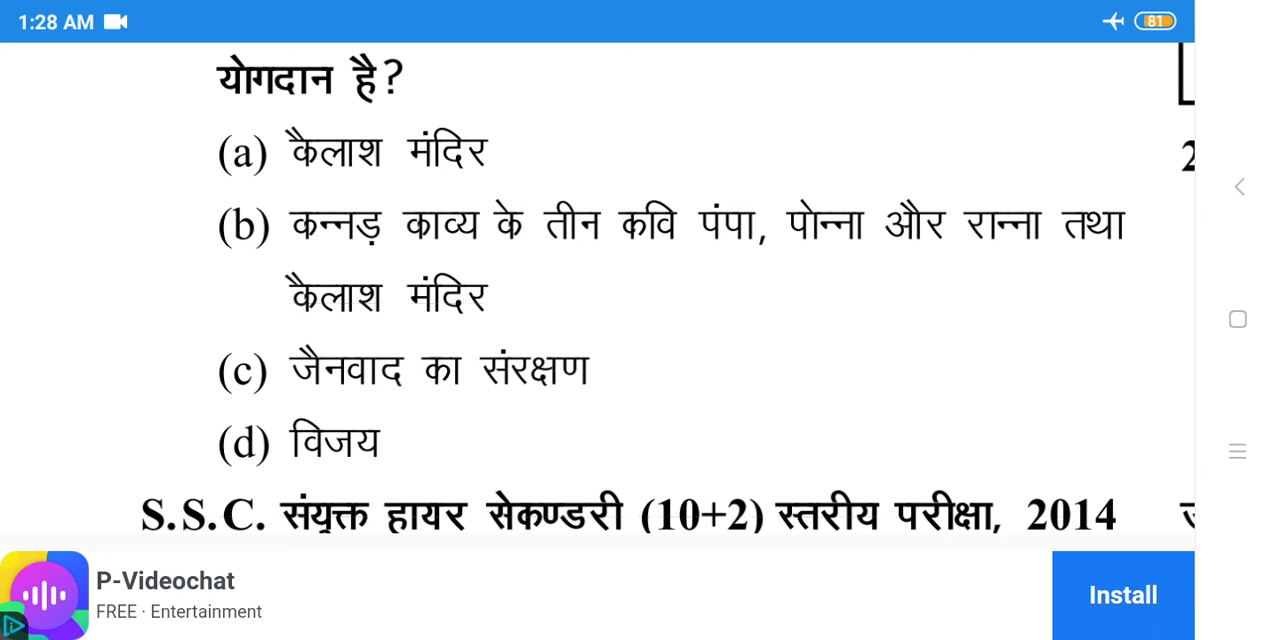 1:28 AM
81
योगदान है?
(a) कैलाश मंदिर
2
(b) कन्नड़ काव्य के तीन कवि पंपा, पोन्ना और रान्ना तथा
कैलाश मंदिर
(c) जैनवाद का संरक्षण
(d) विजय
S.S.C. संयुक्त हायर सेकण्डरी (10+2) स्तरीय परीक्षा, 2014
P-Videochat
FREE · Entertainment
Install